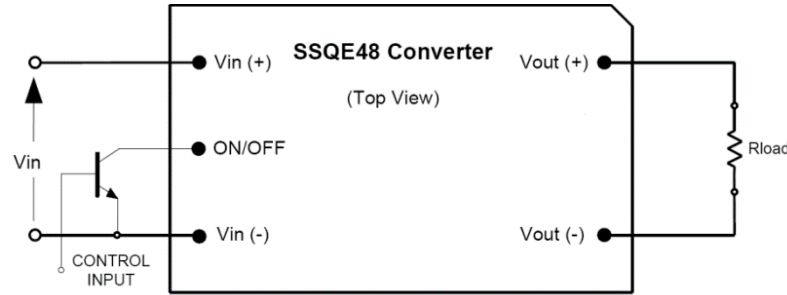 SSQE48 Converter
(Top View)
Vin (+)
Vout (+)
ON/OFF
Vin
Rload
Vin (-)
Vout (-)
CONTROL
INPUT